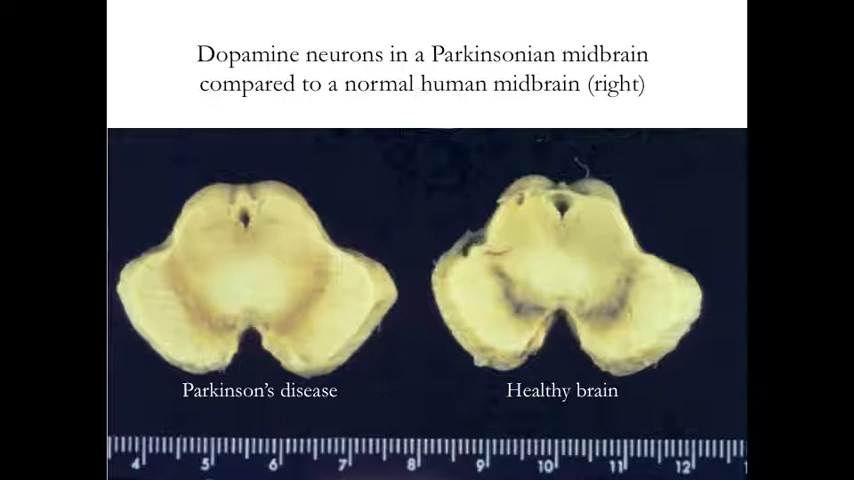 Dopamine neurons in a Parkinsonian midbrain
compared to a normal human midbrain (right)
Parkinson's disease
Healthy brain
4 5 6 7 8 9 10 11 12